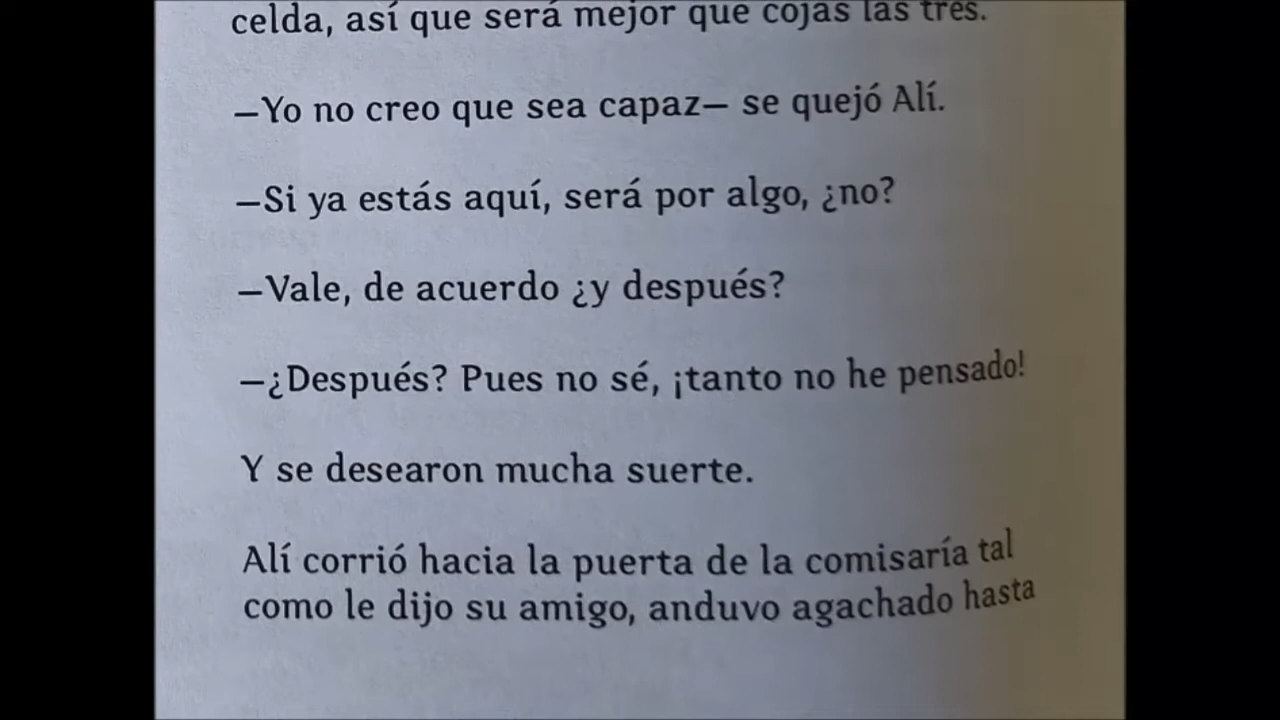 celda, así que será mejor que cojas las tres.
—Yo no creo que sea capaz— se quejó Alí.
—Si ya estás aquí, será por algo, ¿no?
—Vale, de acuerdo ¿y después?
—¿Después? Pues no sé, ¡tanto no he pensado!
Y se desearon mucha suerte.
Alí corrió hacia la puerta de la comisaría tal
como le dijo su amigo, anduvo agachado hasta